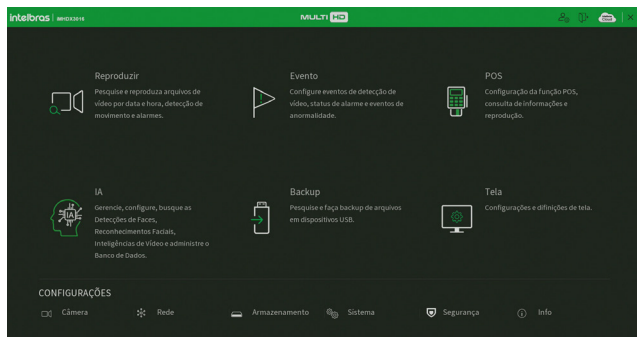 intelbras | MHDX3016
MULTI HD
Reproduzir
Pesquise e reproduza arquivos de
vídeo por data e hora, detecção de
movimento e alarmes.
Evento
Configure eventos de detecção de
vídeo, status de alarme e eventos de
anormalidade.
POS
Configuração da função POS,
consulta de informações e
reprodução.
IA
IA
Gerencie, configure, busque as
Detecções de Faces,
Reconhecimentos Faciais,
Inteligências de Vídeo e administre o
Banco de Dados.
Backup
Pesquise e faça backup de arquivos
em dispositivos USB.
Tela
Configurações e difinições de tela.
CONFIGURAÇÕES
Câmera
Rede
Armazenamento
Sistema
Segurança
Info